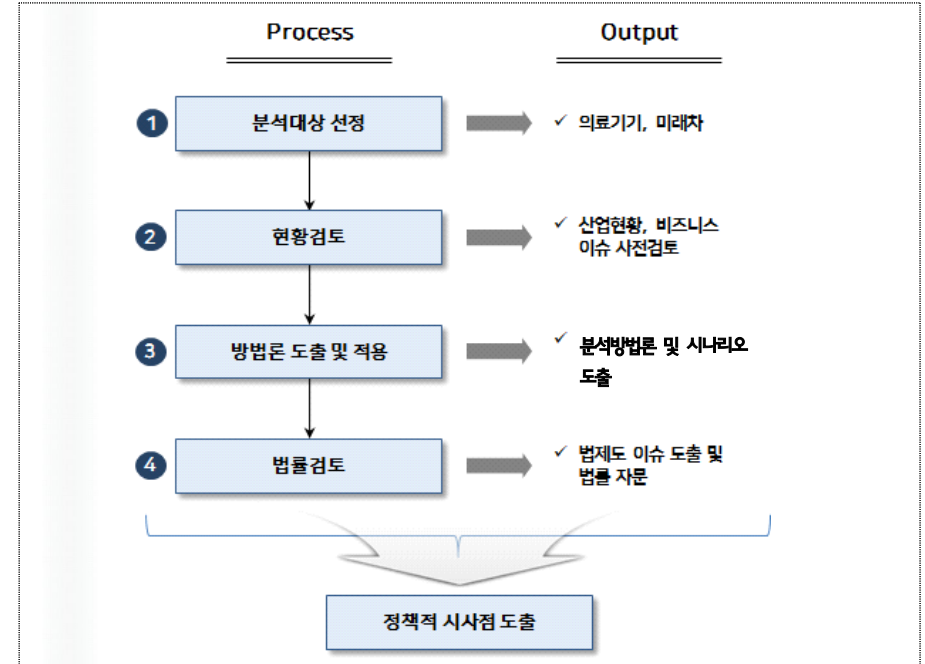 Process
Output
1
분석대상 선정
✓ 의료기기, 미래차
2
현황검토
✓ 산업현황, 비즈니스
이슈 사전검토
3
방법론 도출 및 적용
✓ 분석방법론 및 시나리오
도출
4
법률검토
✓ 법제도 이슈 도출 및
법률 자문
정책적 시사점 도출